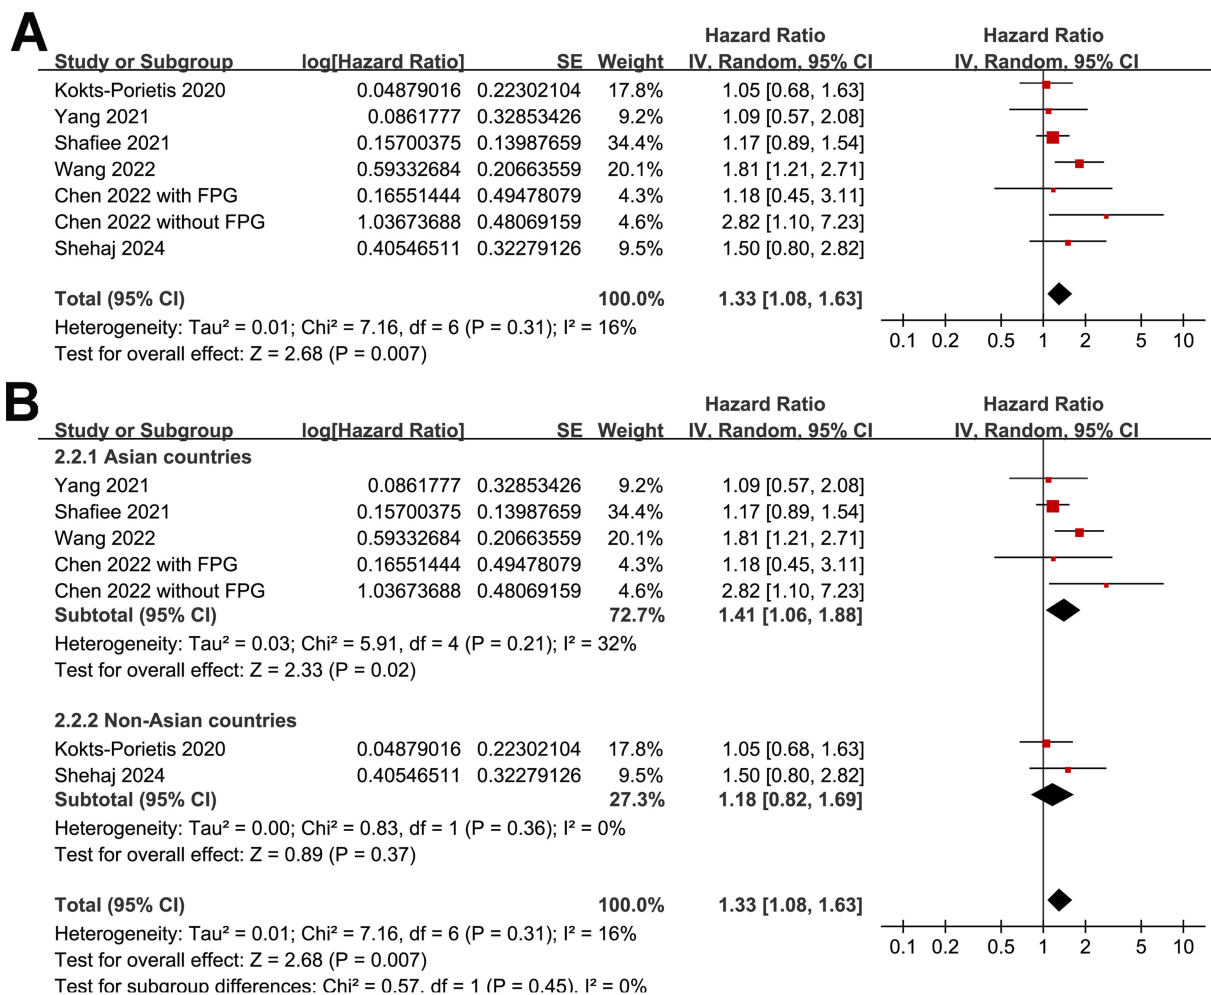 A
Hazard Ratio Hazard Ratio
Study or Subgroup log[Hazard Ratio] SE Weight IV, Random, 95% CI IV, Random, 95% CI
Kokts-Porietis 2020 0.04879016 0.22302104 17.8% 1.05 [0.68, 1.63]
Yang 2021 0.0861777 0.32853426 9.2% 1.09 [0.57, 2.08]
Shafiee 2021 0.15700375 0.13987659 34.4% 1.17 [0.89, 1.54]
Wang 2022 0.59332684 0.20663559 20.1% 1.81 [1.21, 2.71]
Chen 2022 with FPG 0.16551444 0.49478079 4.3% 1.18 [0.45, 3.11]
Chen 2022 without FPG 1.03673688 0.48069159 4.6% 2.82 [1.10, 7.23]
Shehaj 2024 0.40546511 0.32279126 9.5% 1.50 [0.80, 2.82]
Total (95% CI) 100.0% 1.33 [1.08, 1.63]
Heterogeneity: Tau² = 0.01; Chi² = 7.16, df = 6 (P = 0.31); I² = 16%
Test for overall effect: Z = 2.68 (P = 0.007)
0.1 0.2 0.5 1 2 5 10
B
Hazard Ratio Hazard Ratio
Study or Subgroup log[Hazard Ratio] SE Weight IV, Random, 95% CI IV, Random, 95% CI
2.2.1 Asian countries
Yang 2021 0.0861777 0.32853426 9.2% 1.09 [0.57, 2.08]
Shafiee 2021 0.15700375 0.13987659 34.4% 1.17 [0.89, 1.54]
Wang 2022 0.59332684 0.20663559 20.1% 1.81 [1.21, 2.71]
Chen 2022 with FPG 0.16551444 0.49478079 4.3% 1.18 [0.45, 3.11]
Chen 2022 without FPG 1.03673688 0.48069159 4.6% 2.82 [1.10, 7.23]
Subtotal (95% CI) 72.7% 1.41 [1.06, 1.88]
Heterogeneity: Tau² = 0.03; Chi² = 5.91, df = 4 (P = 0.21); I² = 32%
Test for overall effect: Z = 2.33 (P = 0.02)
2.2.2 Non-Asian countries
Kokts-Porietis 2020 0.04879016 0.22302104 17.8% 1.05 [0.68, 1.63]
Shehaj 2024 0.40546511 0.32279126 9.5% 1.50 [0.80, 2.82]
Subtotal (95% CI) 27.3% 1.18 [0.82, 1.69]
Heterogeneity: Tau² = 0.00; Chi² = 0.83, df = 1 (P = 0.36); I² = 0%
Test for overall effect: Z = 0.89 (P = 0.37)
Total (95% CI) 100.0% 1.33 [1.08, 1.63]
Heterogeneity: Tau² = 0.01; Chi² = 7.16, df = 6 (P = 0.31); I² = 16%
Test for overall effect: Z = 2.68 (P = 0.007)
0.1 0.2 0.5 1 2 5 10
Test for subgroup differences: Chi² = 0.57, df = 1 (P = 0.45), I² = 0%